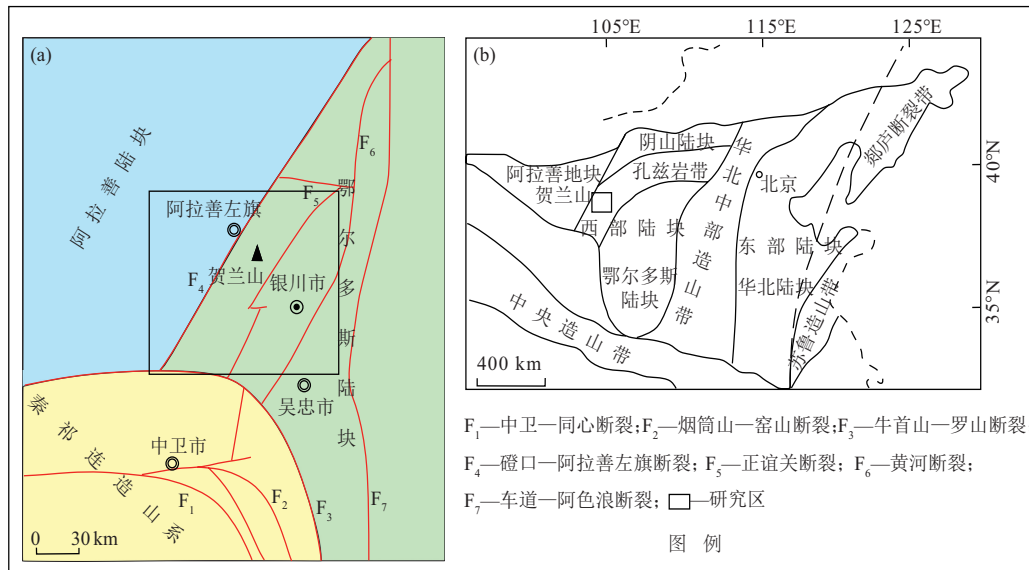 (a)
阿拉善陆块
阿拉善左旗
贺兰山
银川市
吴忠市
中卫市
鄂尔多斯陆块
秦祁连造山系
F₁
F₂
F₃
F₄
F₅
F₆
F₇
0 30 km
105°E 115°E 125°E
(b)
40°N
35°N
阴山陆块
孔兹岩带
阿拉善地块
贺兰山
西部陆块
鄂尔多斯
陆块
华北中部造山带
北京
东部陆块
华北陆块
郯庐断裂带
苏鲁造山带
中央造山带
400 km
F₁—中卫—同心断裂;F₂—烟筒山—窑山断裂;F₃—牛首山—罗山断裂
F₄—磴口—阿拉善左旗断裂; F₅—正谊关断裂; F₆—黄河断裂;
F₇—车道—阿色浪断裂; —研究区
图 例